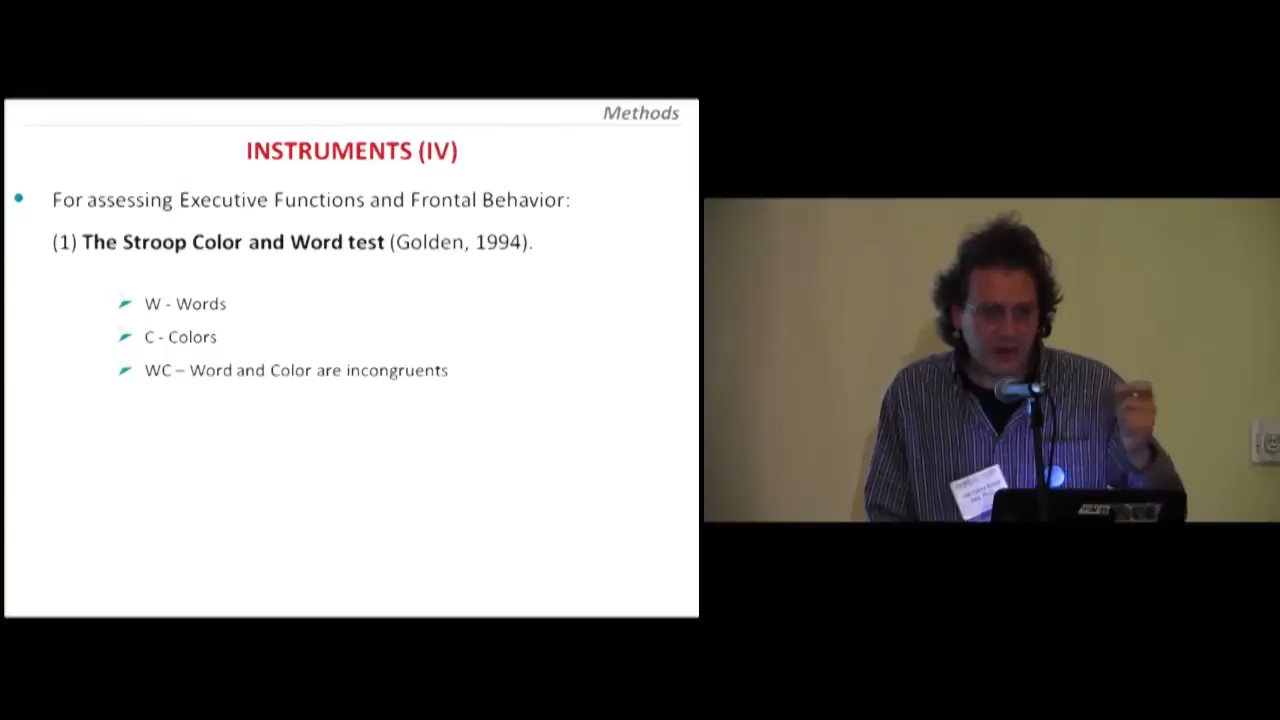 Methods
INSTRUMENTS (IV)
For assessing Executive Functions and Frontal Behavior:
(1) The Stroop Color and Word test (Golden, 1994).
W - Words
C - Colors
WC – Word and Color are incongruents